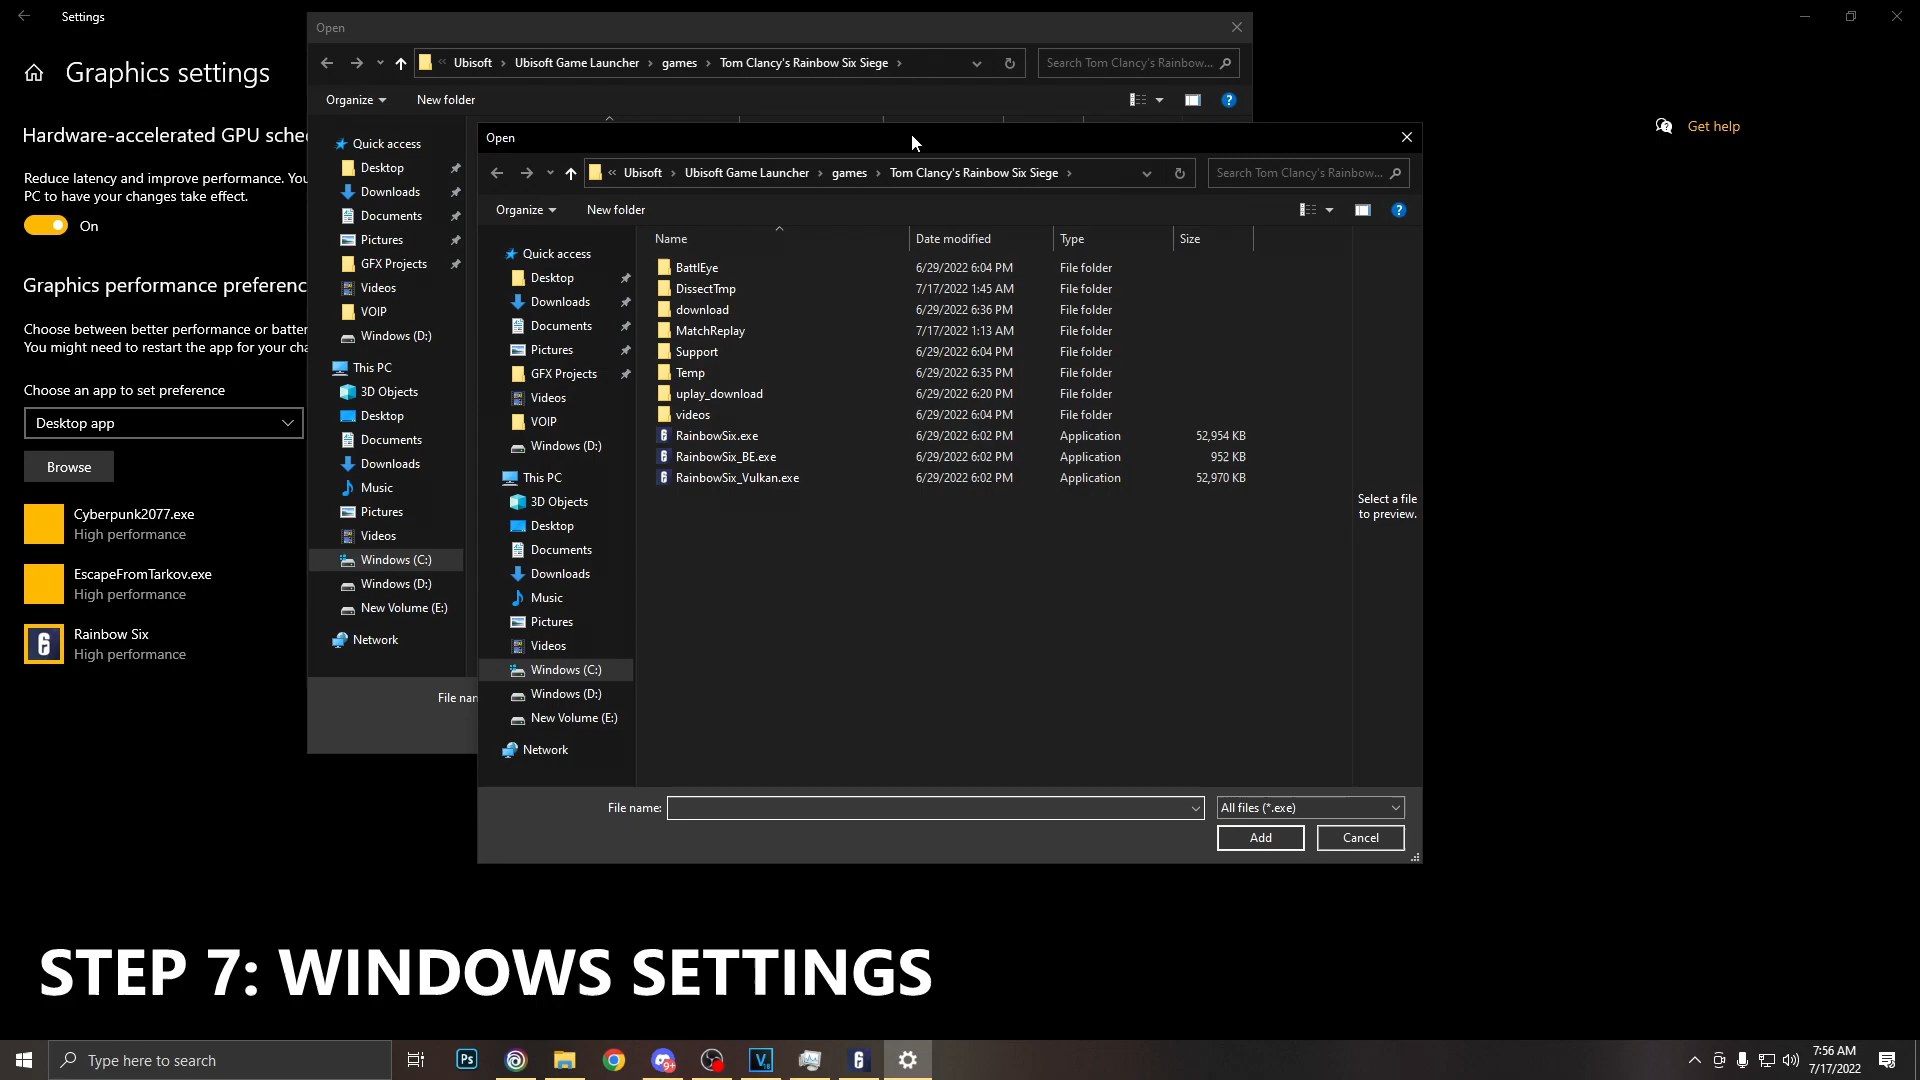 Settings
Graphics settings
Hardware-accelerated GPU sche
Reduce latency and improve performance. You
PC to have your changes take effect.
On
Graphics performance preferenc
Choose between better performance or batter
You might need to restart the app for your cha
Choose an app to set preference
Desktop app
Browse
Cyberpunk2077.exe
High performance
EscapeFromTarkov.exe
High performance
Rainbow Six
High performance
Get help
Open
« Ubisoft › Ubisoft Game Launcher › games › Tom Clancy's Rainbow Six Siege ›
Search Tom Clancy's Rainbow...
Organize
New folder
Quick access
Desktop
Downloads
Documents
Pictures
GFX Projects
Videos
VOIP
Windows (D:)
This PC
3D Objects
Desktop
Documents
Downloads
Music
Pictures
Videos
Windows (C:)
Windows (D:)
New Volume (E:)
Network
File nam
Open
« Ubisoft › Ubisoft Game Launcher › games › Tom Clancy's Rainbow Six Siege ›
Search Tom Clancy's Rainbow...
Organize
New folder
Quick access
Desktop
Downloads
Documents
Pictures
GFX Projects
Videos
VOIP
Windows (D:)
This PC
3D Objects
Desktop
Documents
Downloads
Music
Pictures
Videos
Windows (C:)
Windows (D:)
New Volume (E:)
Network
Name Date modified Type Size
BattlEye 6/29/2022 6:04 PM File folder
DissectTmp 7/17/2022 1:45 AM File folder
download 6/29/2022 6:36 PM File folder
MatchReplay 7/17/2022 1:13 AM File folder
Support 6/29/2022 6:04 PM File folder
Temp 6/29/2022 6:35 PM File folder
uplay_download 6/29/2022 6:20 PM File folder
videos 6/29/2022 6:04 PM File folder
RainbowSix.exe 6/29/2022 6:02 PM Application 52,954 KB
RainbowSix_BE.exe 6/29/2022 6:02 PM Application 952 KB
RainbowSix_Vulkan.exe 6/29/2022 6:02 PM Application 52,970 KB
Select a file
to preview.
File name:
All files (*.exe)
Add
Cancel
STEP 7: WINDOWS SETTINGS
Type here to search
Ps
9+
V
18
7:56 AM
7/17/2022